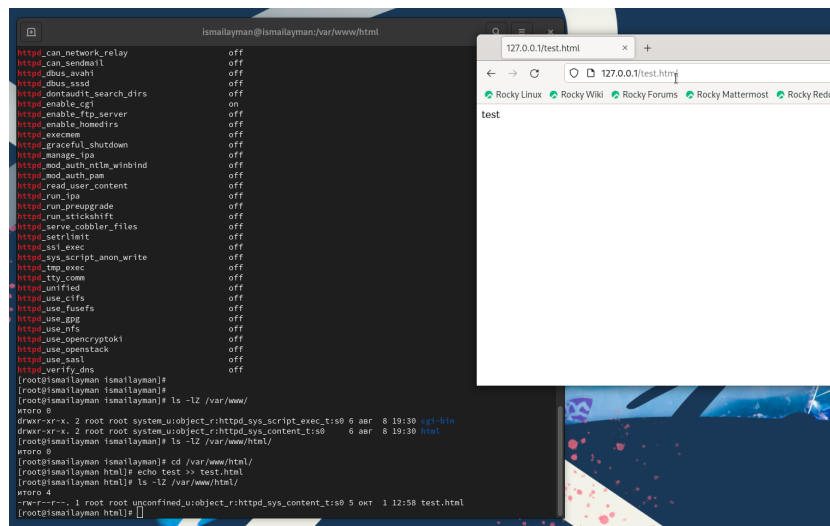 ismailayman@ismailayman:/var/www/html
httpd_can_network_relay off
httpd_can_sendmail off
httpd_dbus_avahi off
httpd_dbus_sssd off
httpd_dontaudit_search_dirs off
httpd_enable_cgi on
httpd_enable_ftp_server off
httpd_enable_homedirs off
httpd_execmem off
httpd_graceful_shutdown off
httpd_manage_ipa off
httpd_mod_auth_ntlm_winbind off
httpd_mod_auth_pam off
httpd_read_user_content off
httpd_run_ipa off
httpd_run_preupgrade off
httpd_run_stickshift off
httpd_serve_cobbler_files off
httpd_setrlimit off
httpd_ssi_exec off
httpd_sys_script_anon_write off
httpd_tmp_exec off
httpd_tty_comm off
httpd_unified off
httpd_use_cifs off
httpd_use_fusefs off
httpd_use_gpg off
httpd_use_nfs off
httpd_use_opencryptoki off
httpd_use_openstack off
httpd_use_sasl off
httpd_verify_dns off
[root@ismailayman ismailayman]#
[root@ismailayman ismailayman]#
[root@ismailayman ismailayman]# ls -lZ /var/www/
итого 0
drwxr-xr-x. 2 root root system_u:object_r:httpd_sys_script_exec_t:s0 6 авг 8 19:30 cgi-bin
drwxr-xr-x. 2 root root system_u:object_r:httpd_sys_content_t:s0 6 авг 8 19:30 html
[root@ismailayman ismailayman]# ls -lZ /var/www/html/
итого 0
[root@ismailayman ismailayman]# cd /var/www/html/
[root@ismailayman html]# echo test >> test.html
[root@ismailayman html]# ls -lZ /var/www/html/
итого 4
-rw-r--r--. 1 root root unconfined_u:object_r:httpd_sys_content_t:s0 5 окт 1 12:58 test.html
[root@ismailayman html]#
127.0.0.1/test.html
127.0.0.1/test.html
Rocky Linux Rocky Wiki Rocky Forums Rocky Mattermost Rocky Redd
test